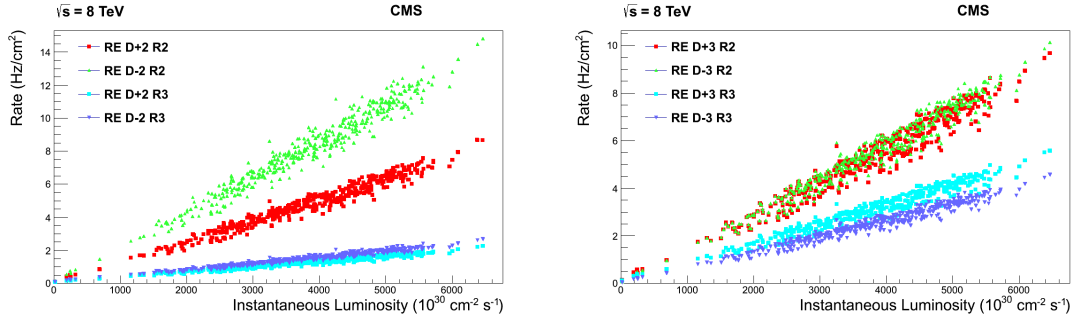 √s = 8 TeV CMS
Rate (Hz/cm²)
14
12
10
8
6
4
2
0
RE D+2 R2
RE D-2 R2
RE D+2 R3
RE D-2 R3
0 1000 2000 3000 4000 5000 6000
Instantaneous Luminosity (10³⁰ cm⁻² s⁻¹)
√s = 8 TeV CMS
Rate (Hz/cm²)
10
8
6
4
2
0
RE D+3 R2
RE D-3 R2
RE D+3 R3
RE D-3 R3
0 1000 2000 3000 4000 5000 6000
Instantaneous Luminosity (10³⁰ cm⁻² s⁻¹)